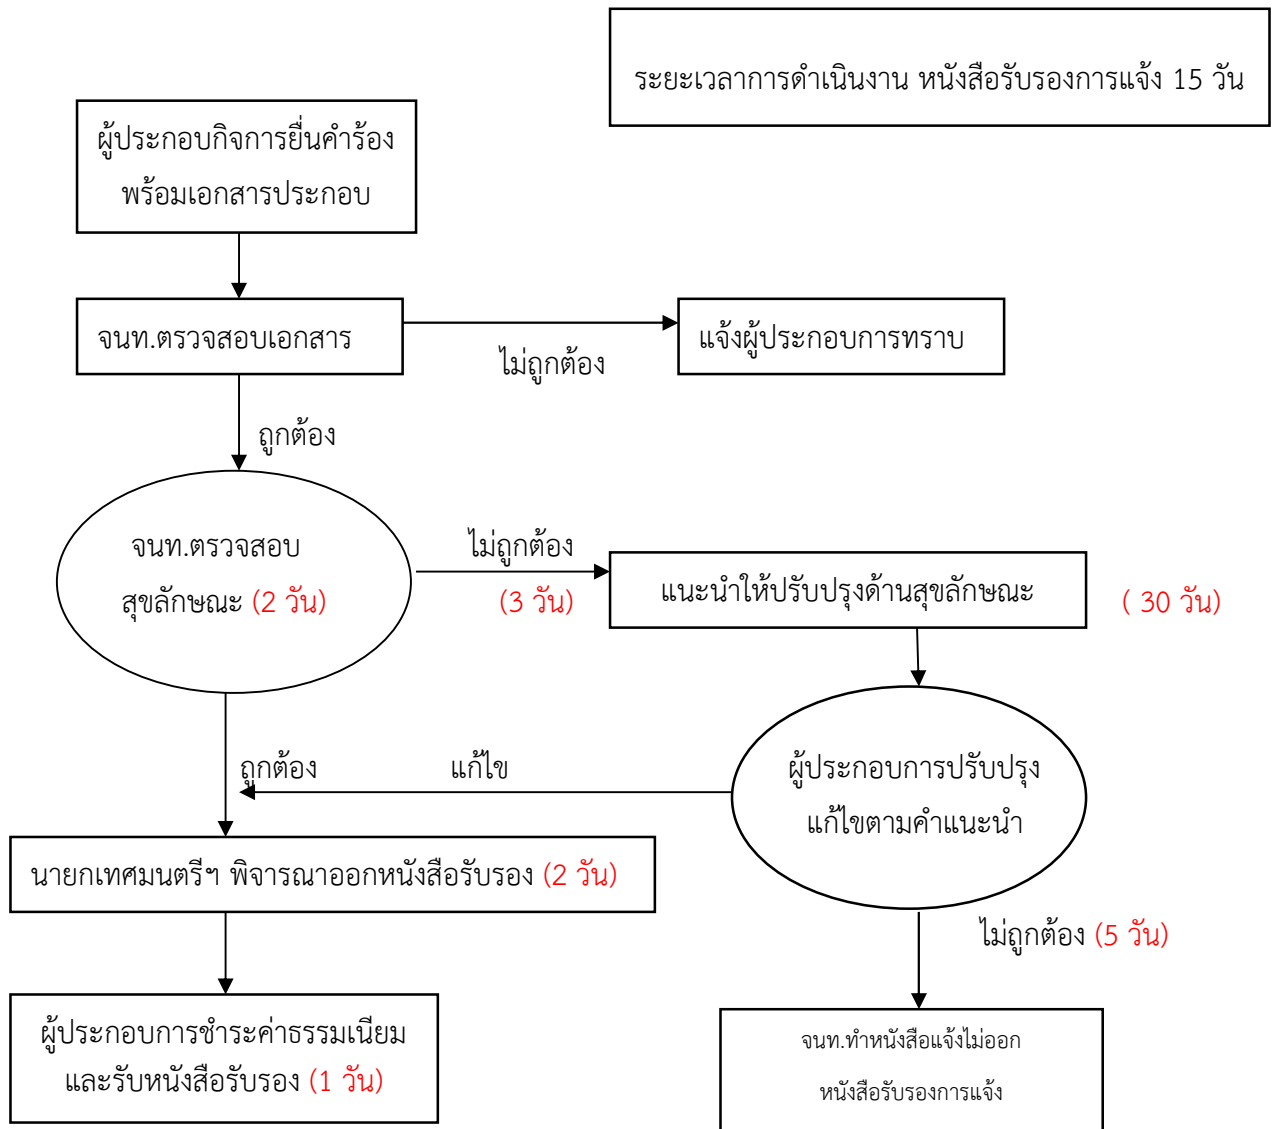 ระยะเวลาการดำเนินงาน หนังสือรับรองการแจ้ง 15 วัน
ผู้ประกอบกิจการยื่นคำร้อง
พร้อมเอกสารประกอบ
จนท.ตรวจสอบเอกสาร
ไม่ถูกต้อง
แจ้งผู้ประกอบการทราบ
ถูกต้อง
จนท.ตรวจสอบ
สุขลักษณะ (2 วัน)
ไม่ถูกต้อง
(3 วัน)
แนะนำให้ปรับปรุงด้านสุขลักษณะ
( 30 วัน)
ถูกต้อง
แก้ไข
ผู้ประกอบการปรับปรุง
แก้ไขตามคำแนะนำ
นายกเทศมนตรีฯ พิจารณาออกหนังสือรับรอง (2 วัน)
ไม่ถูกต้อง (5 วัน)
ผู้ประกอบการชำระค่าธรรมเนียม
และรับหนังสือรับรอง (1 วัน)
จนท.ทำหนังสือแจ้งไม่ออก
หนังสือรับรองการแจ้ง